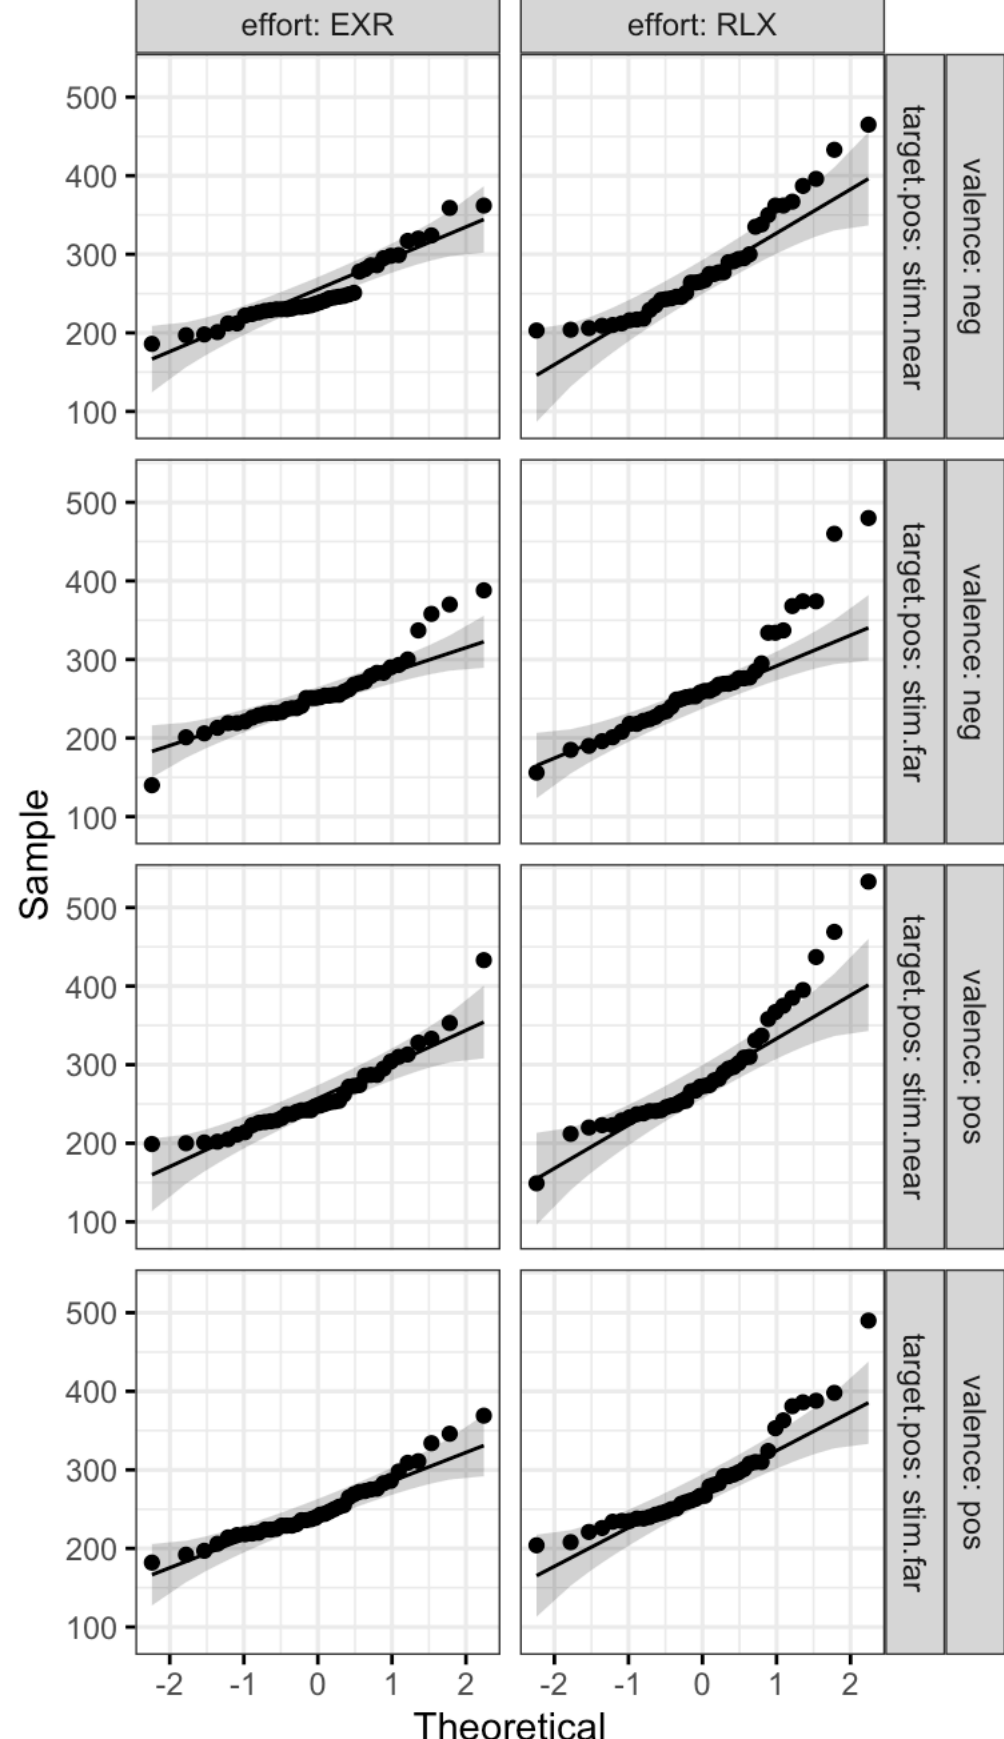 effort: EXR
effort: RLX
500
400
300
200
100
target.pos: stim.near
valence: neg
500
400
300
200
100
target.pos: stim.far
valence: neg
Sample
500
400
300
200
100
target.pos: stim.near
valence: pos
500
400
300
200
100
target.pos: stim.far
valence: pos
-2 -1 0 1 2
-2 -1 0 1 2
Theoretical